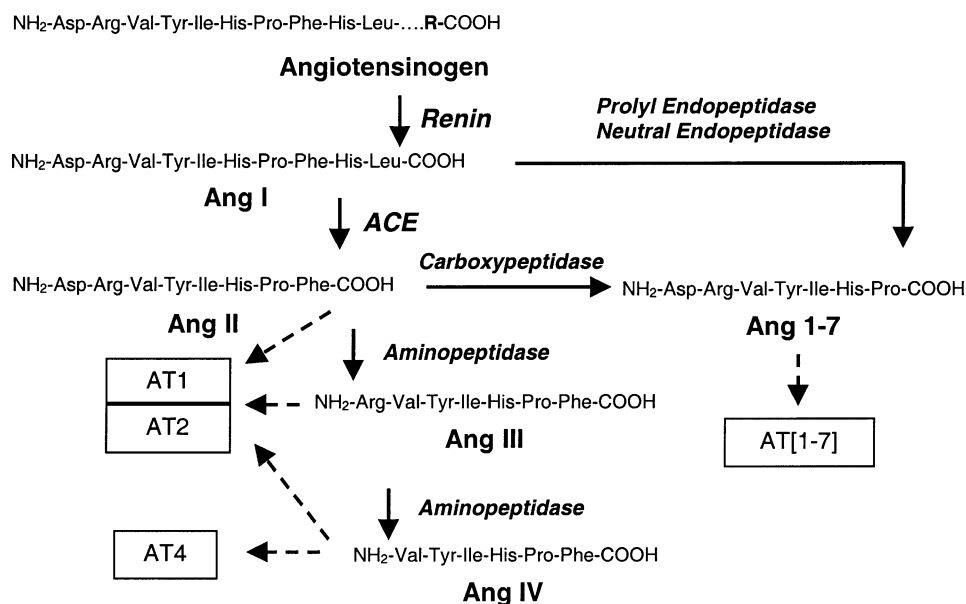 NH₂-Asp-Arg-Val-Tyr-Ile-His-Pro-Phe-His-Leu-....R-COOH
Angiotensinogen
Renin
Prolyl Endopeptidase
Neutral Endopeptidase
NH₂-Asp-Arg-Val-Tyr-Ile-His-Pro-Phe-His-Leu-COOH
Ang I
ACE
NH₂-Asp-Arg-Val-Tyr-Ile-His-Pro-Phe-COOH
Carboxypeptidase
NH₂-Asp-Arg-Val-Tyr-Ile-His-Pro-COOH
Ang II
Ang 1-7
Aminopeptidase
AT1
AT2
NH₂-Arg-Val-Tyr-Ile-His-Pro-Phe-COOH
Ang III
AT[1-7]
Aminopeptidase
AT4
NH₂-Val-Tyr-Ile-His-Pro-Phe-COOH
Ang IV